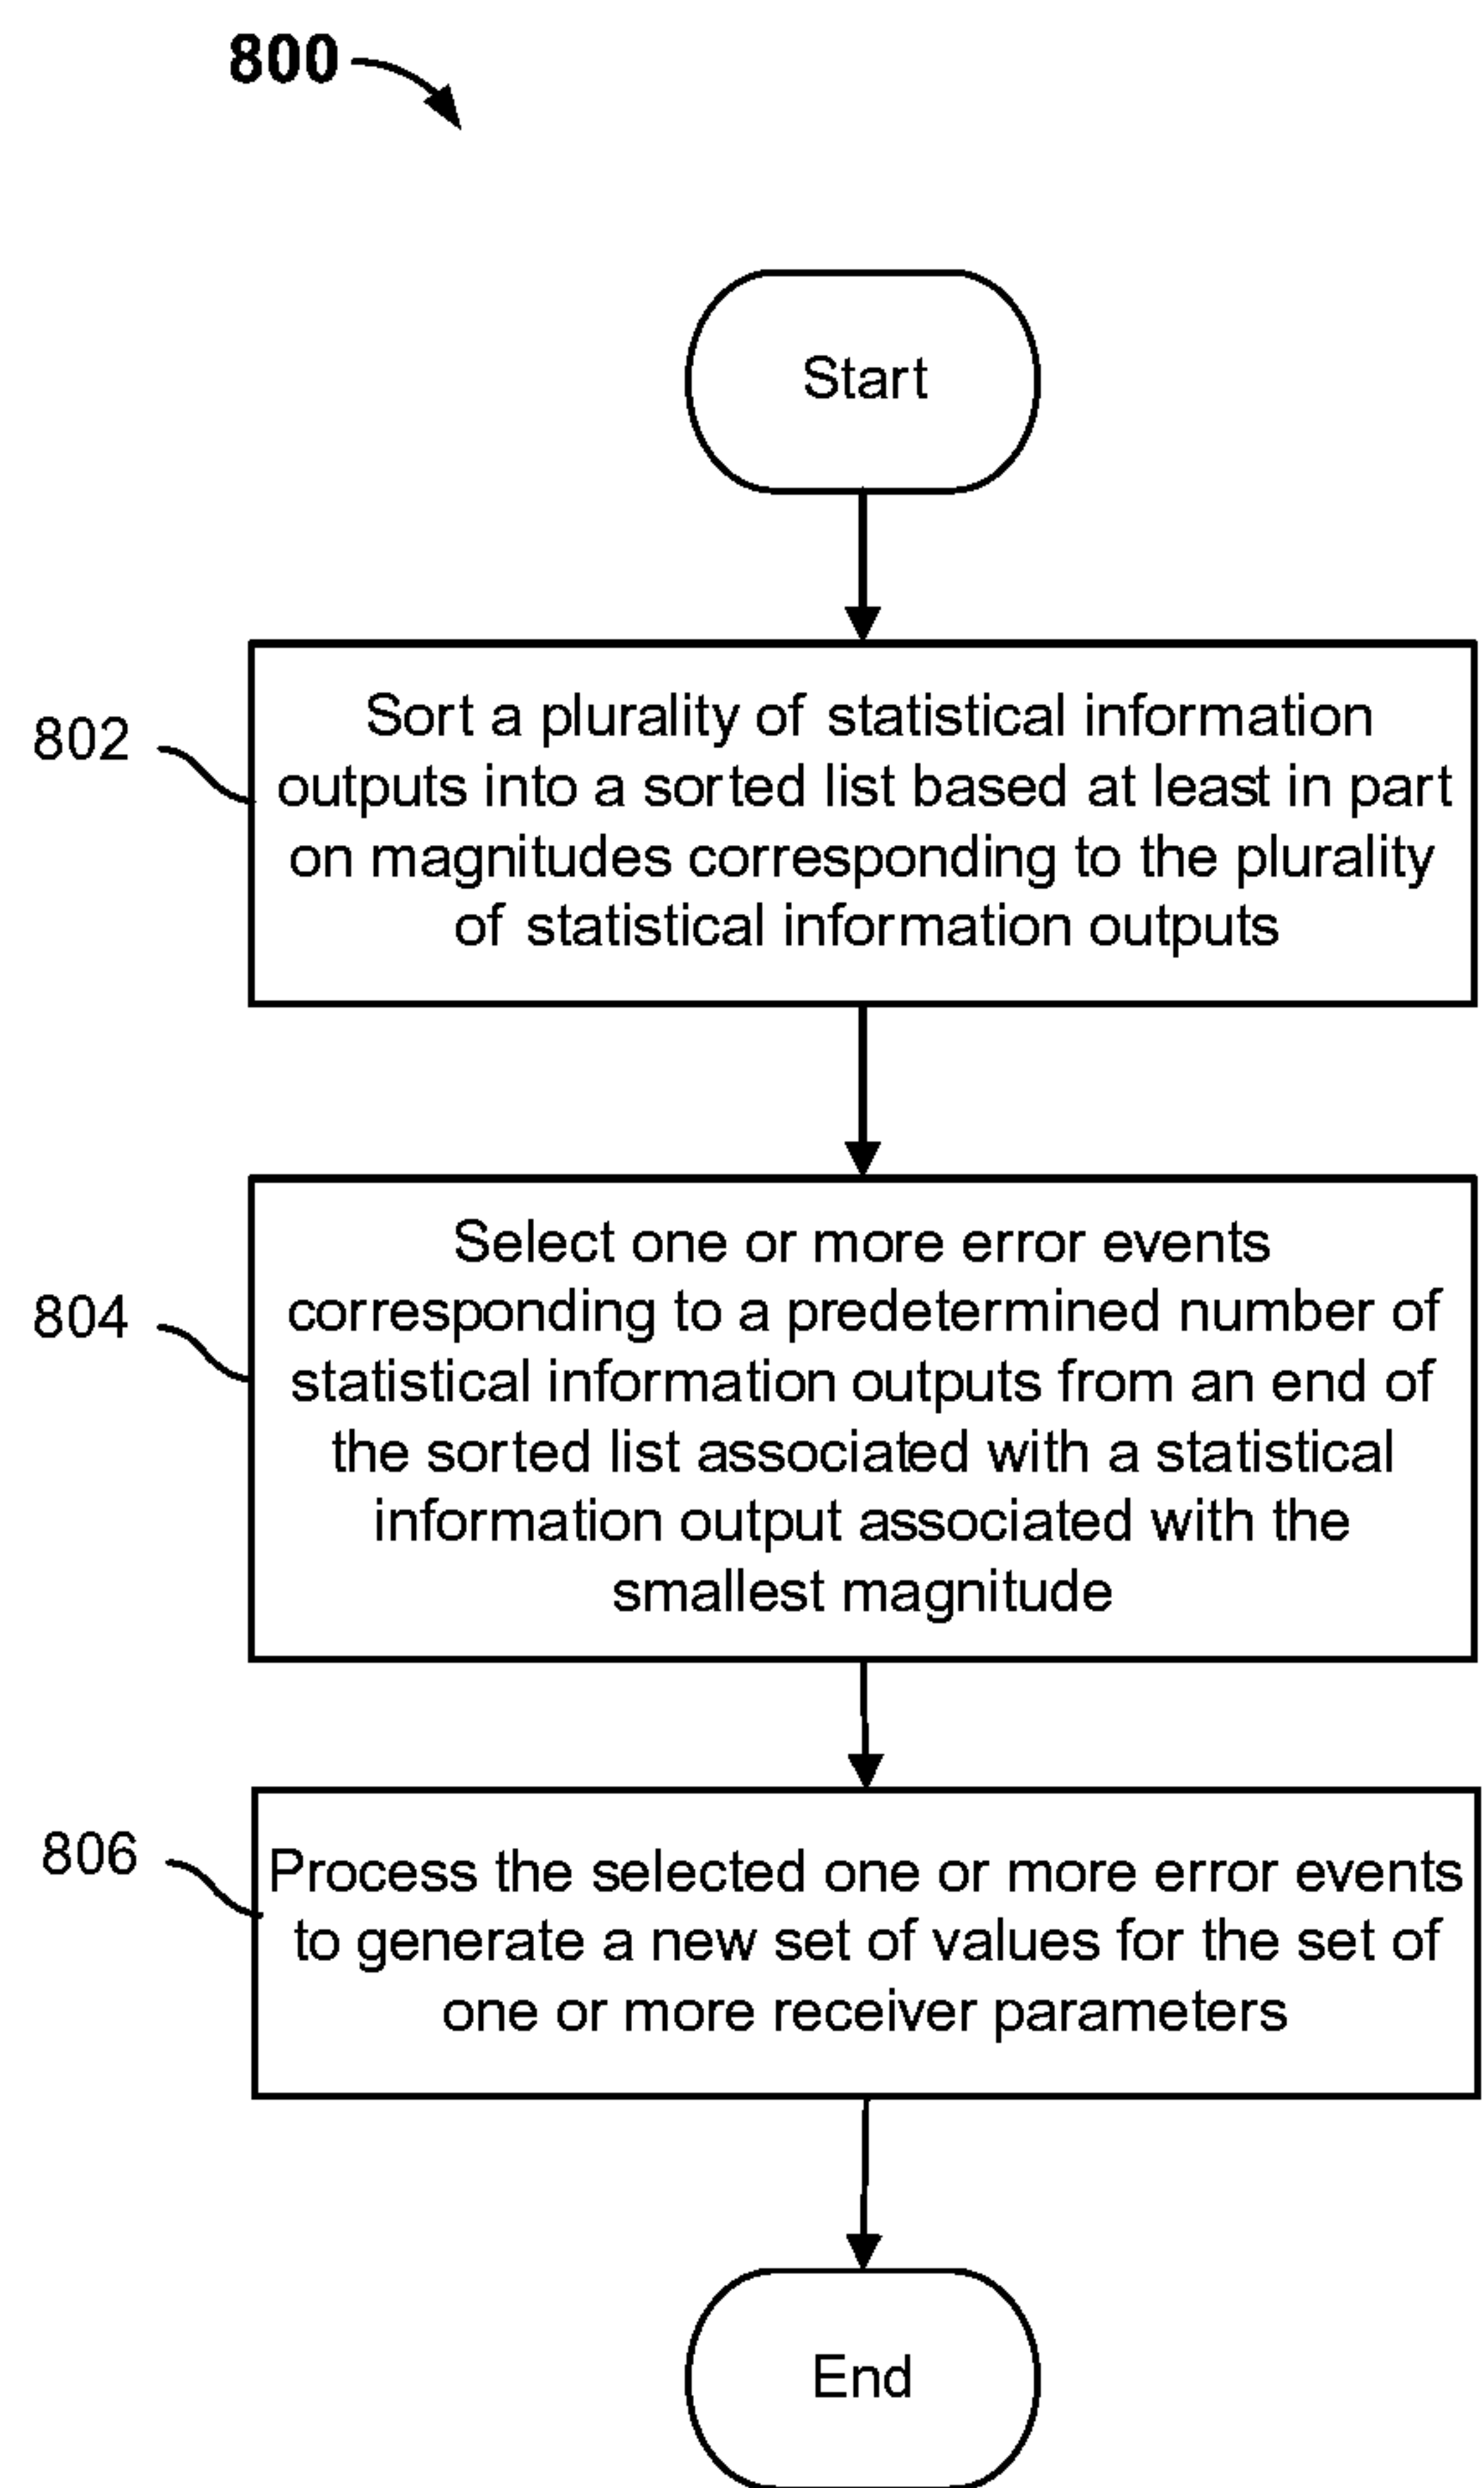 800
Start
802
Sort a plurality of statistical information
outputs into a sorted list based at least in part
on magnitudes corresponding to the plurality
of statistical information outputs
804
Select one or more error events
corresponding to a predetermined number of
statistical information outputs from an end of
the sorted list associated with a statistical
information output associated with the
smallest magnitude
806
Process the selected one or more error events
to generate a new set of values for the set of
one or more receiver parameters
End